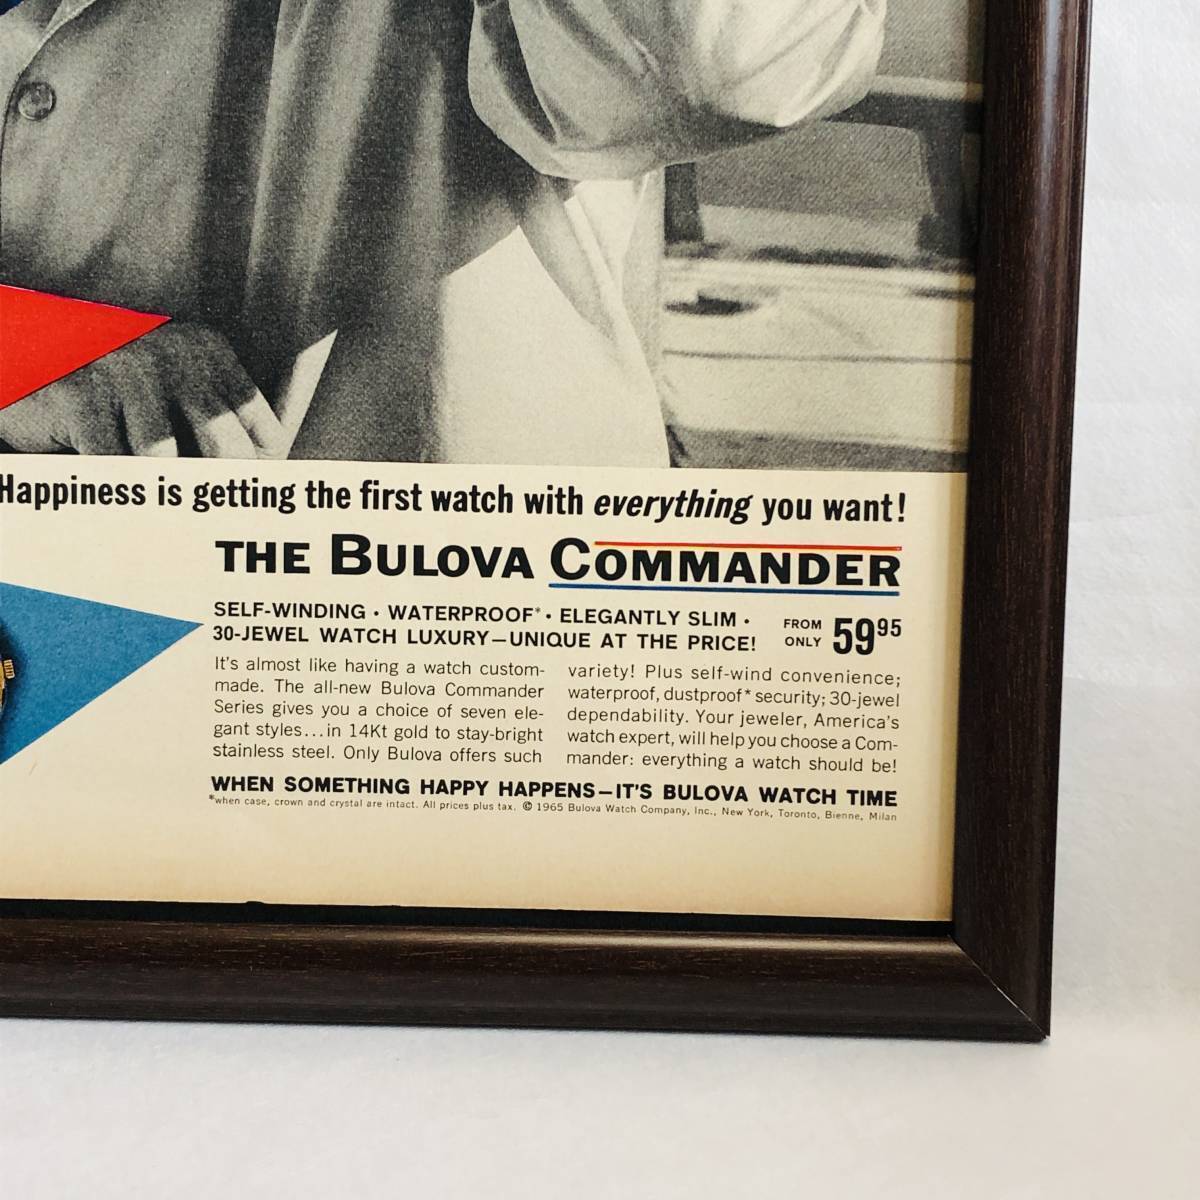 Happiness is getting the first watch with everything you want!
THE BULOVA COMMANDER
SELF-WINDING • WATERPROOF* • ELEGANTLY SLIM •
30-JEWEL WATCH LUXURY—UNIQUE AT THE PRICE!
FROM
ONLY 59 95
It's almost like having a watch custom-
made. The all-new Bulova Commander
Series gives you a choice of seven ele-
gant styles...in 14Kt gold to stay-bright
stainless steel. Only Bulova offers such
variety! Plus self-wind convenience;
waterproof, dustproof* security; 30-jewel
dependability. Your jeweler, America's
watch expert, will help you choose a Com-
mander: everything a watch should be!
WHEN SOMETHING HAPPY HAPPENS—IT'S BULOVA WATCH TIME
*when case, crown and crystal are intact. All prices plus tax. © 1965 Bulova Watch Company, Inc., New York, Toronto, Bienne, Milan